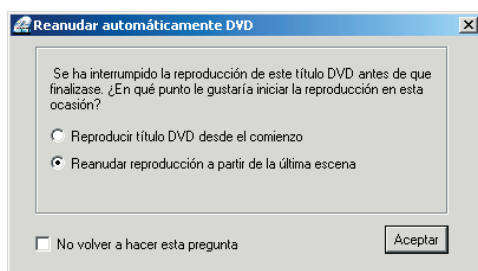 Reanudar automáticamente DVD
Se ha interrumpido la reproducción de este título DVD antes de que
finalizase. ¿En qué punto le gustaría iniciar la reproducción en esta
ocasión?
Reproducir título DVD desde el comienzo
Reanudar reproducción a partir de la última escena
No volver a hacer esta pregunta
Aceptar